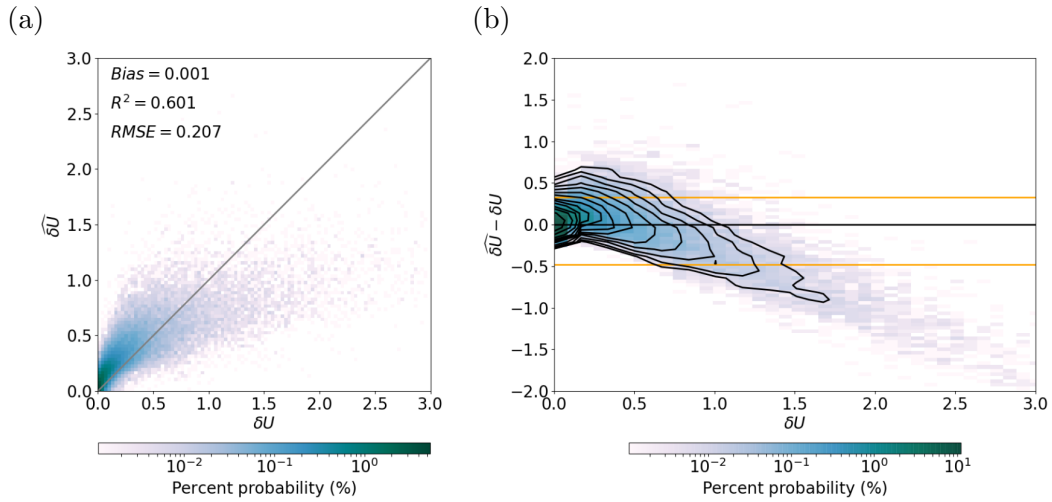 (a)
3.0
2.5
2.0
1.5
1.0
0.5
0.0
Bias = 0.001
R² = 0.601
RMSE = 0.207
\widehat{δU}
0.0 0.5 1.0 1.5 2.0 2.5 3.0
δU
10⁻² 10⁻¹ 10⁰
Percent probability (%)
(b)
2.0
1.5
1.0
0.5
0.0
−0.5
−1.0
−1.5
−2.0
\widehat{δU} − δU
0.0 0.5 1.0 1.5 2.0 2.5 3.0
δU
10⁻² 10⁻¹ 10⁰ 10¹
Percent probability (%)